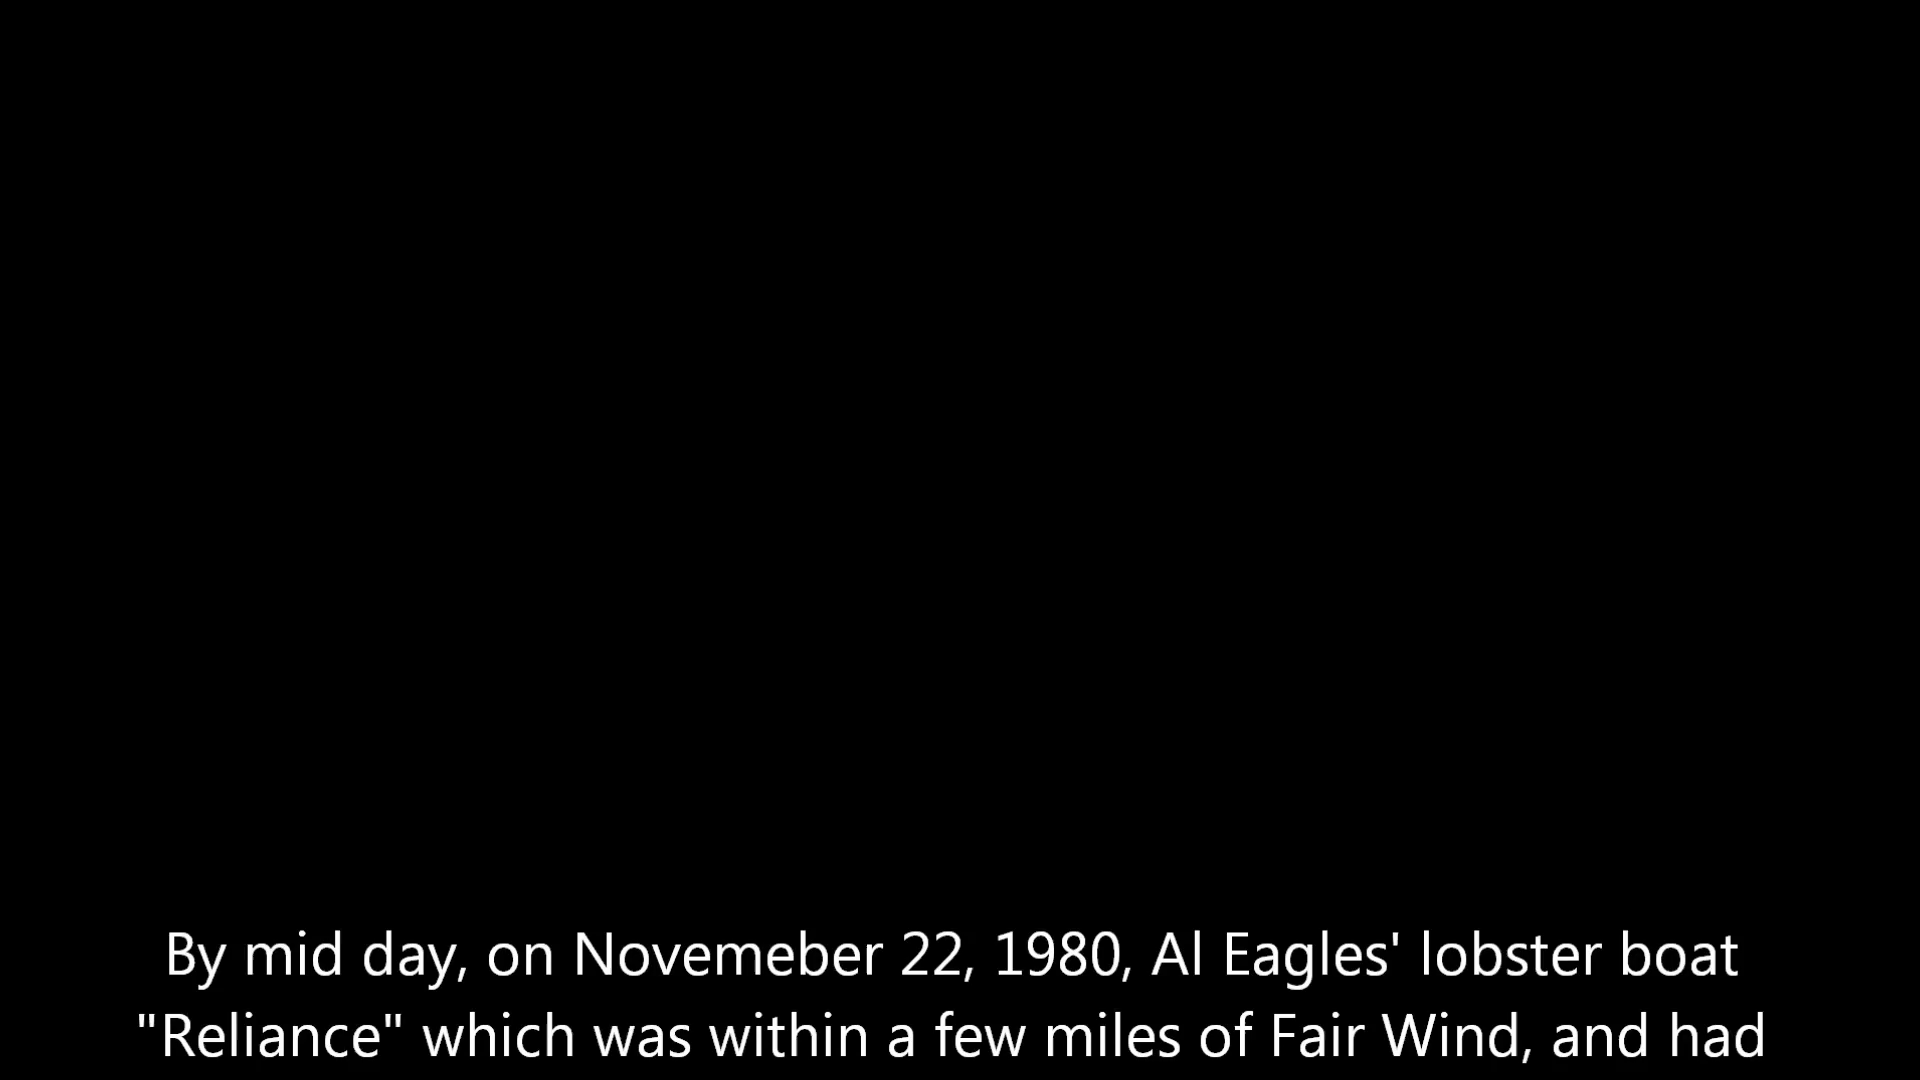 By mid day, on Novemeber 22, 1980, Al Eagles' lobster boat
"Reliance" which was within a few miles of Fair Wind, and had